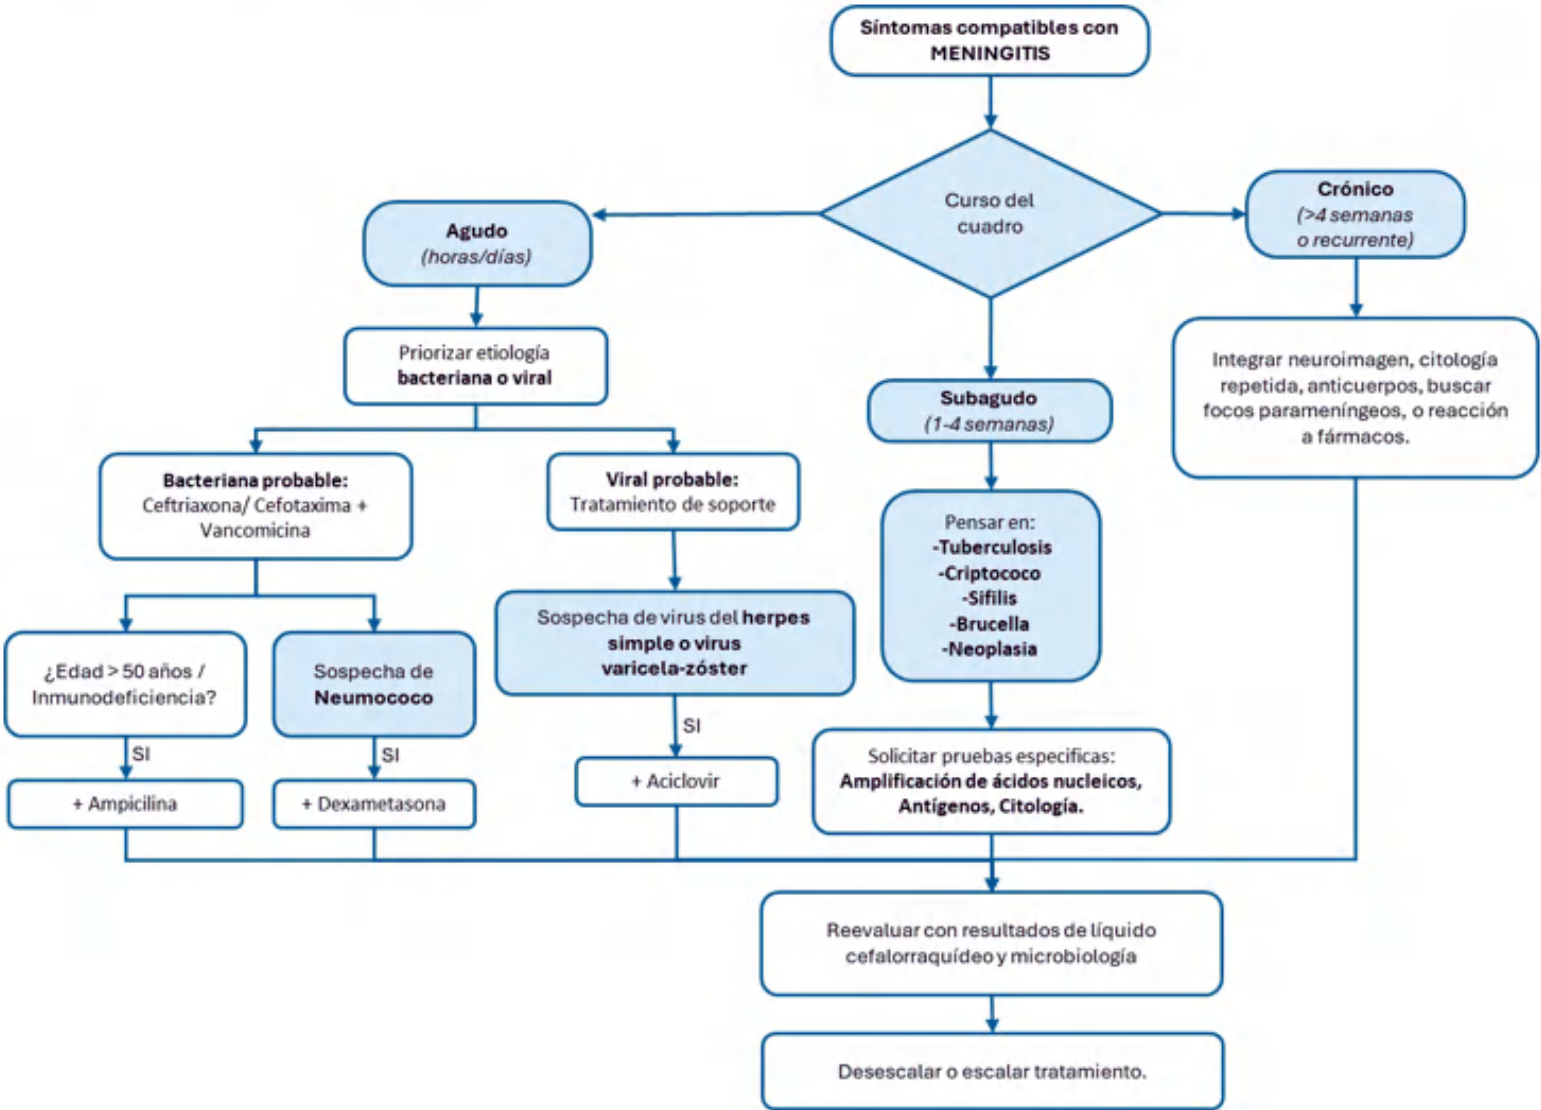 Síntomas compatibles con
MENINGITIS
Curso del
cuadro
Agudo
(horas/días)
Crónico
(>4 semanas
o recurrente)
Priorizar etiología
bacteriana o viral
Integrar neuroimagen, citología
repetida, anticuerpos, buscar
focos parameníngeos, o reacción
a fármacos.
Subagudo
(1-4 semanas)
Bacteriana probable:
Ceftriaxona/ Cefotaxima +
Vancomicina
Viral probable:
Tratamiento de soporte
Pensar en:
-Tuberculosis
-Criptococo
-Sifilis
-Brucella
-Neoplasia
¿Edad > 50 años /
Inmunodeficiencia?
Sospecha de
Neumococo
Sospecha de virus del herpes
simple o virus
varicela-zóster
SI
SI
SI
+ Ampicilina
+ Dexametasona
+ Aciclovir
Solicitar pruebas especificas:
Amplificación de ácidos nucleicos,
Antígenos, Citología.
Reevaluar con resultados de líquido
cefalorraquídeo y microbiología
Desescalar o escalar tratamiento.